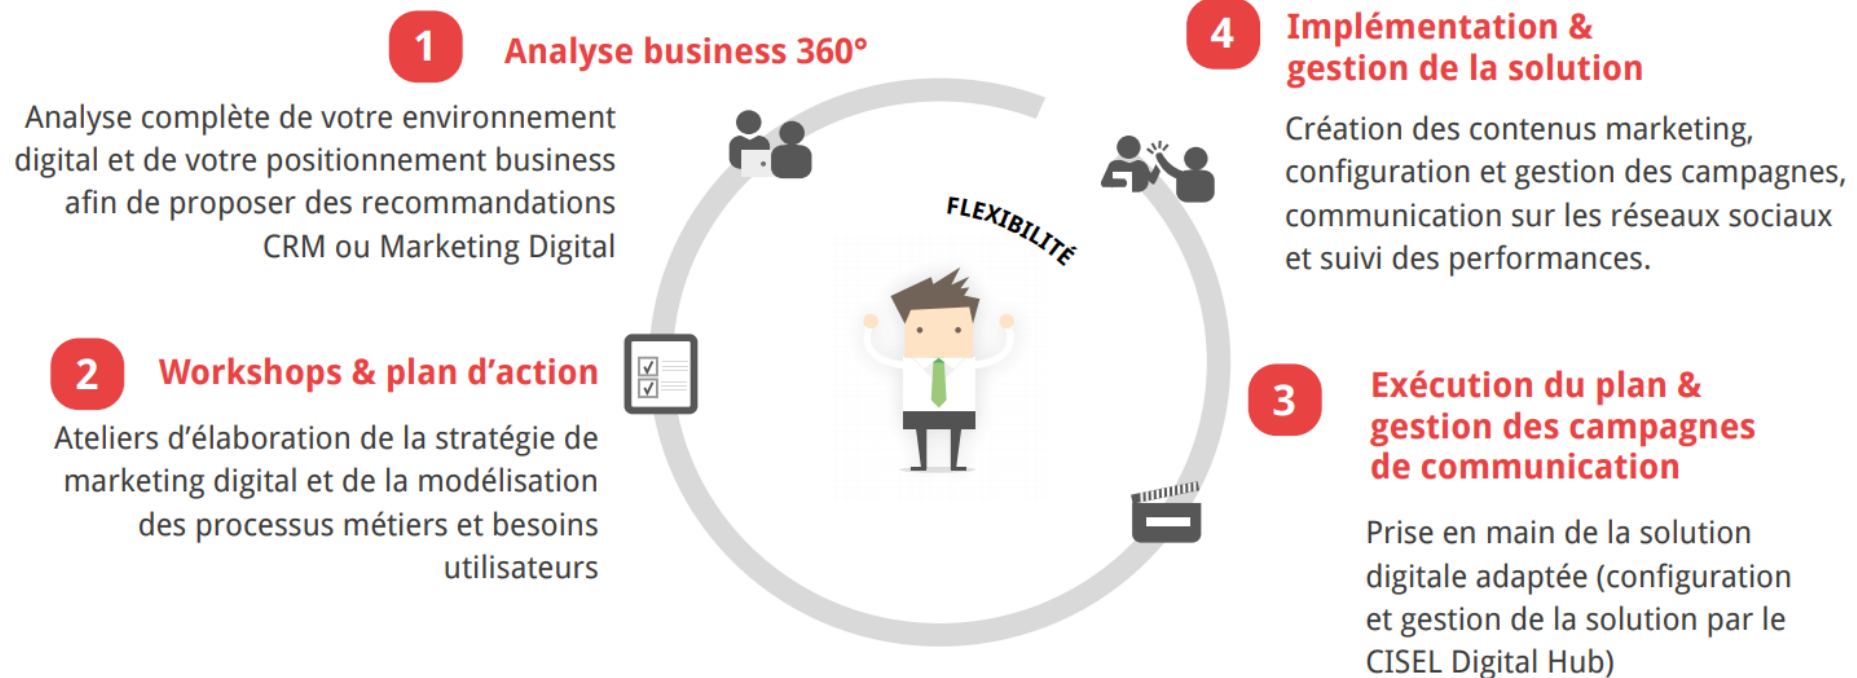 1
Analyse business 360°
Analyse complète de votre environnement
digital et de votre positionnement business
afin de proposer des recommandations
CRM ou Marketing Digital
2
Workshops & plan d’action
Ateliers d’élaboration de la stratégie de
marketing digital et de la modélisation
des processus métiers et besoins
utilisateurs
FLEXIBILITÉ
4
Implémentation &
gestion de la solution
Création des contenus marketing,
configuration et gestion des campagnes,
communication sur les réseaux sociaux
et suivi des performances.
3
Exécution du plan &
gestion des campagnes
de communication
Prise en main de la solution
digitale adaptée (configuration
et gestion de la solution par le
CISEL Digital Hub)